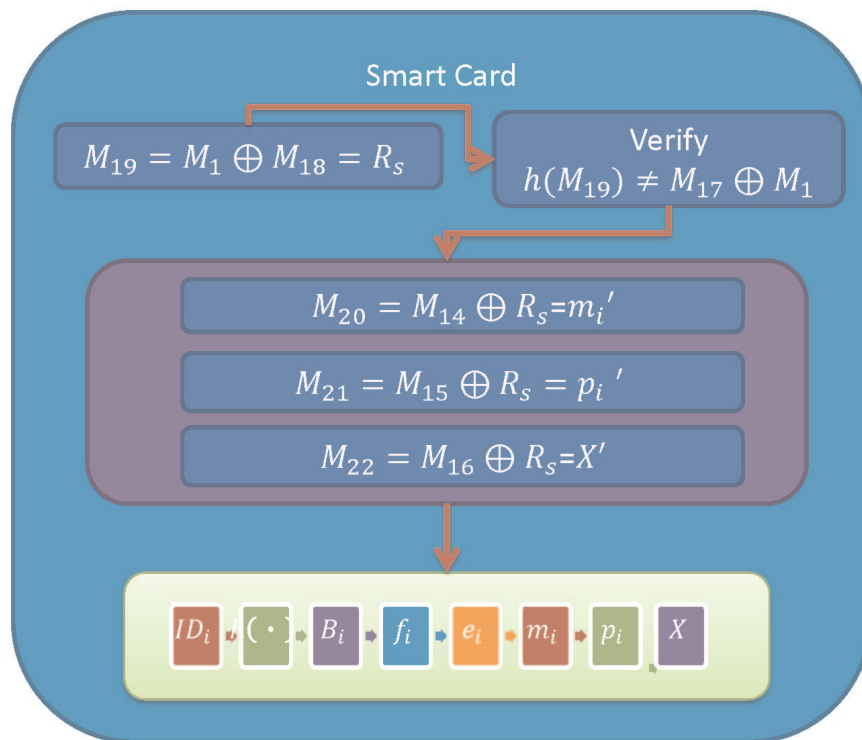 Smart Card
M₁₉ = M₁ ⊕ M₁₈ = Rₛ
Verify
h(M₁₉) ≠ M₁₇ ⊕ M₁
M₂₀ = M₁₄ ⊕ Rₛ=mᵢ′
M₂₁ = M₁₅ ⊕ Rₛ = pᵢ ′
M₂₂ = M₁₆ ⊕ Rₛ=X′
IDᵢ h(·) Bᵢ fᵢ eᵢ mᵢ pᵢ X